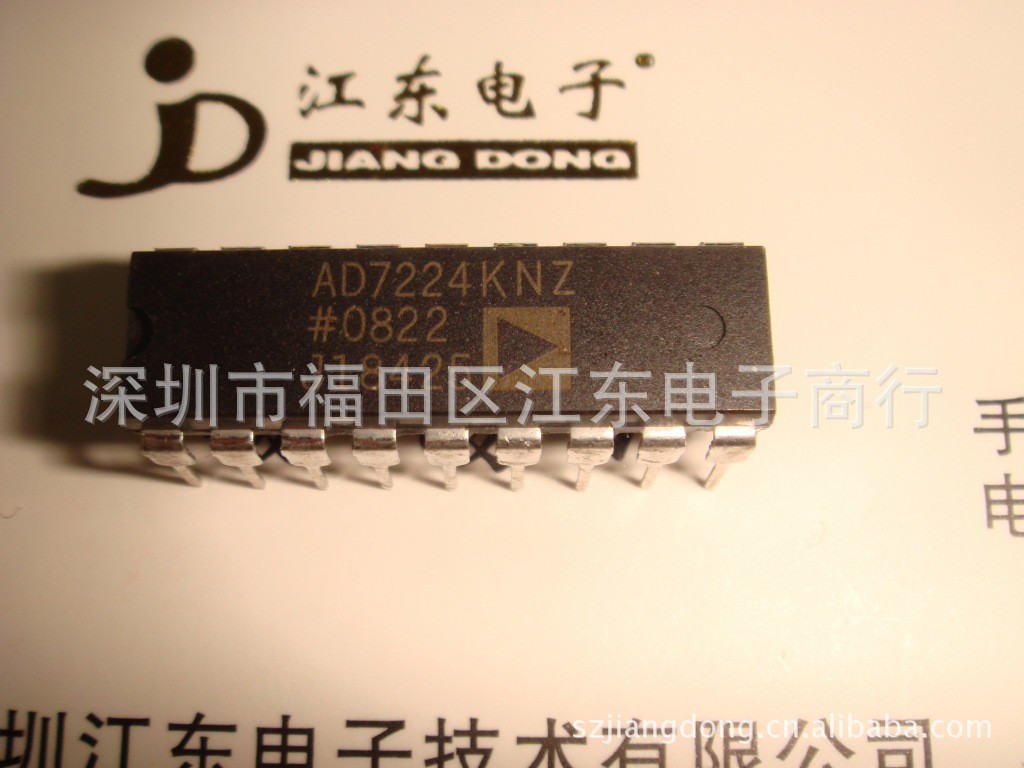 江东电子®
JIANG DONG
AD7224KNZ
#0822
深圳市福田区江东电子商行
手
电
圳江东电子技术有限公司
szjiangdong.cn.alibaba.com